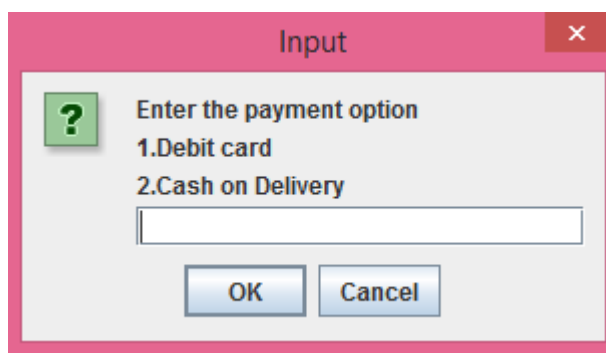 Input
×
?
Enter the payment option
1.Debit card
2.Cash on Delivery
OK Cancel